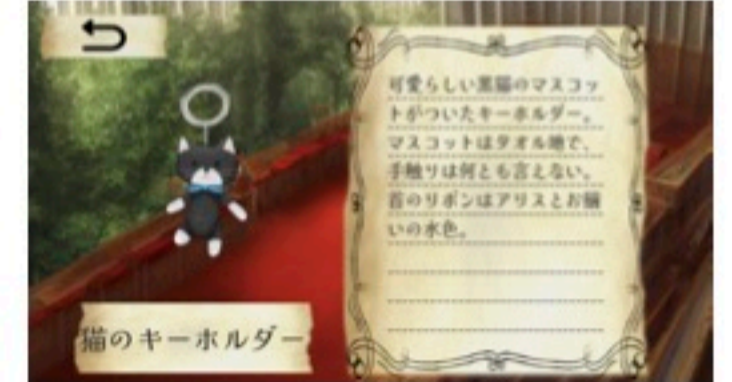 可愛らしい黒猫のマスコッ
トがついたキーホルダー。
マスコットはタオル地で、
手触りは何とも言えない。
首のリボンはアリスとお揃
いの水色。
猫のキーホルダー